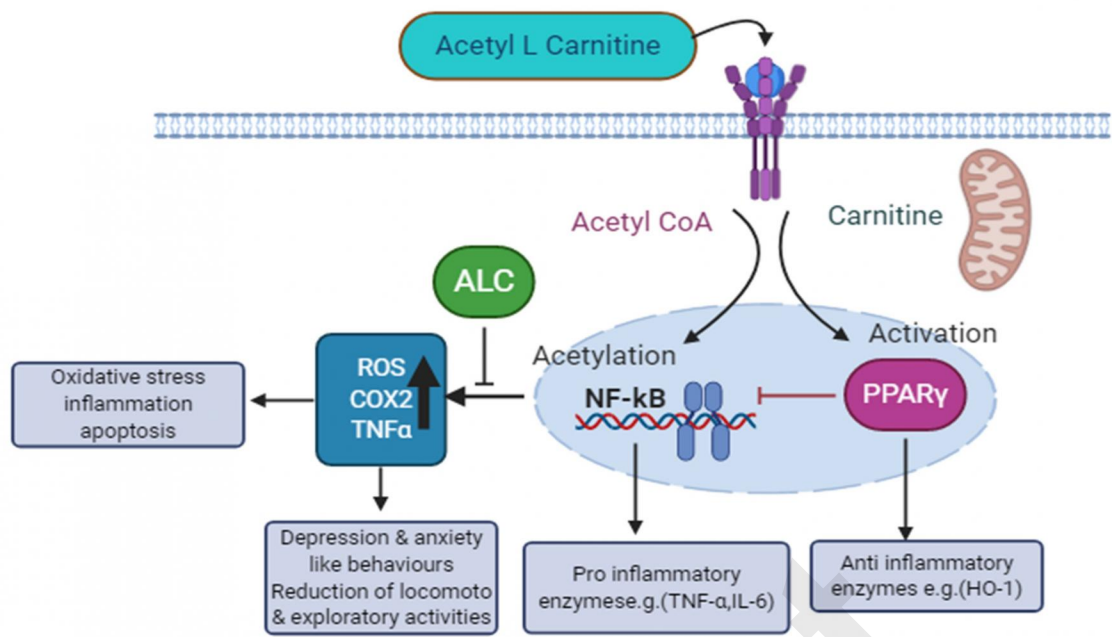 Acetyl L Carnitine
Acetyl CoA
Carnitine
ALC
Acetylation
Activation
ROS
COX2
TNFα
NF-kB
PPARγ
Oxidative stress
inflammation
apoptosis
Depression & anxiety
like behaviours
Reduction of locomoto
& exploratory activities
Pro inflammatory
enzymese.g.(TNF-α,IL-6)
Anti inflammatory
enzymes e.g.(HO-1)